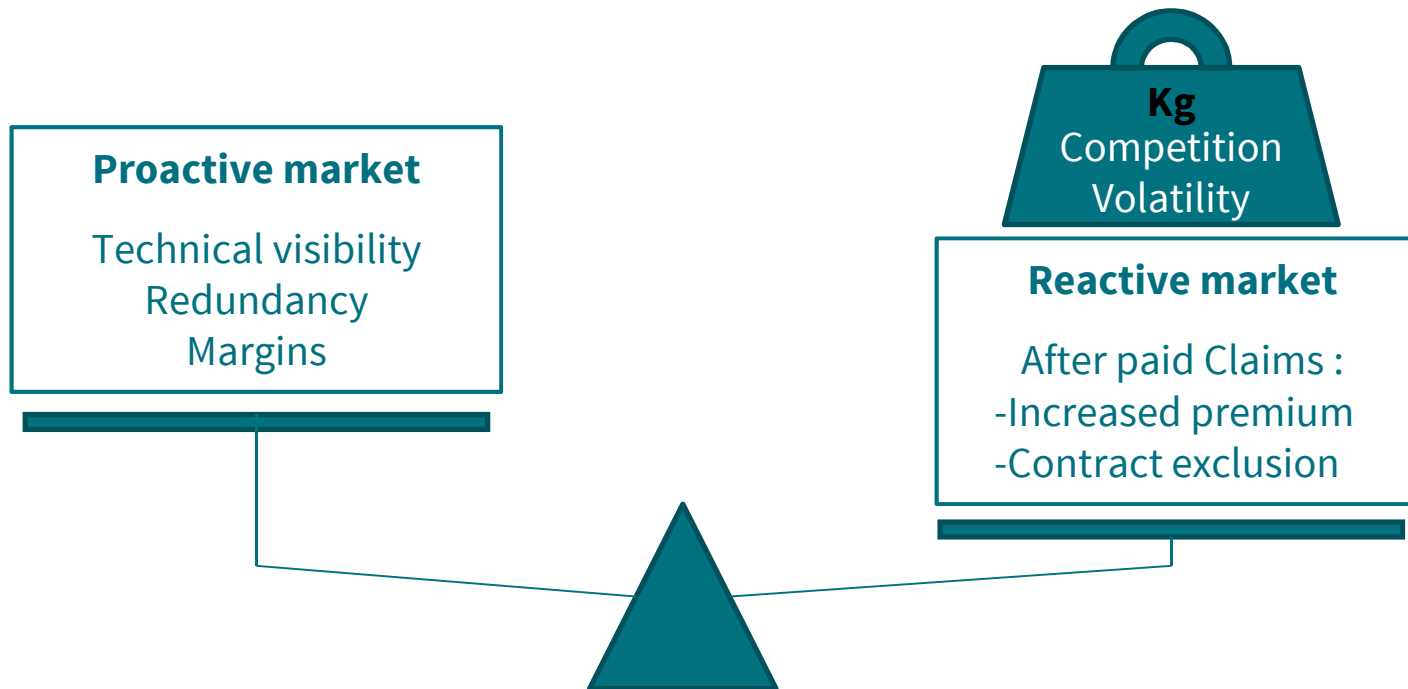 Proactive market
Technical visibility
Redundancy
Margins
Kg
Competition
Volatility
Reactive market
After paid Claims :
-Increased premium
-Contract exclusion